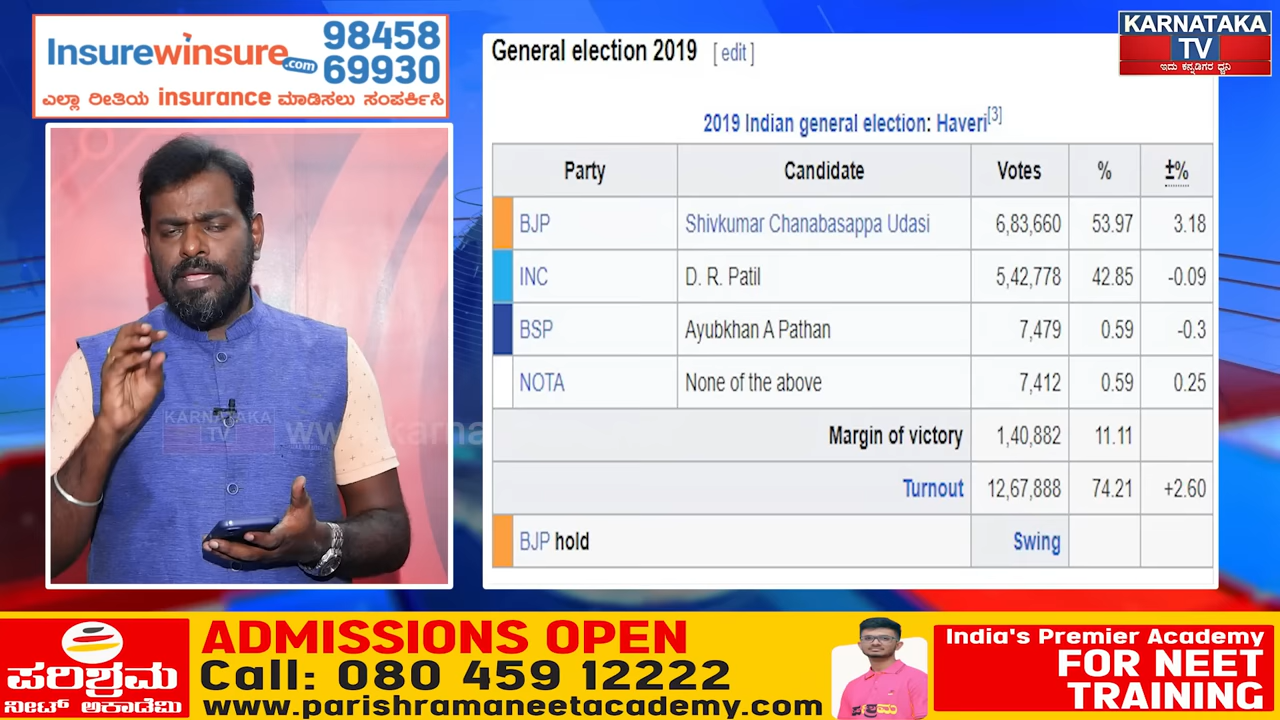 Insurewinsure.com
98458
69930
ಎಲ್ಲಾ ರೀತಿಯ insurance ಮಾಡಿಸಲು ಸಂಪರ್ಕಿಸಿ
KARNATAKA
TV
ಇದು ಕನ್ನಡಿಗರ ಧ್ವನಿ
General election 2019 [ edit ]
2019 Indian general election: Haveri[3]
Party Candidate Votes % ±%
BJP Shivkumar Chanabasappa Udasi 6,83,660 53.97 3.18
INC D. R. Patil 5,42,778 42.85 -0.09
BSP Ayubkhan A Pathan 7,479 0.59 -0.3
NOTA None of the above 7,412 0.59 0.25
Margin of victory 1,40,882 11.11
Turnout 12,67,888 74.21 +2.60
BJP hold Swing
KARNATAKA
TV
ಪರಿಶ್ರಮ
ನೀಟ್ ಅಕಾಡೆಮಿ
ADMISSIONS OPEN
Call: 080 459 12222
www.parishramaneetacademy.com
India's Premier Academy
FOR NEET
TRAINING